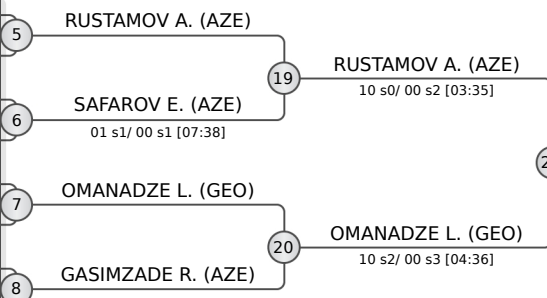 RUSTAMOV A. (AZE)
5
19
RUSTAMOV A. (AZE)
10 s0/ 00 s2 [03:35]
SAFAROV E. (AZE)
6
01 s1/ 00 s1 [07:38]
OMANADZE L. (GEO)
7
20
OMANADZE L. (GEO)
10 s2/ 00 s3 [04:36]
GASIMZADE R. (AZE)
8